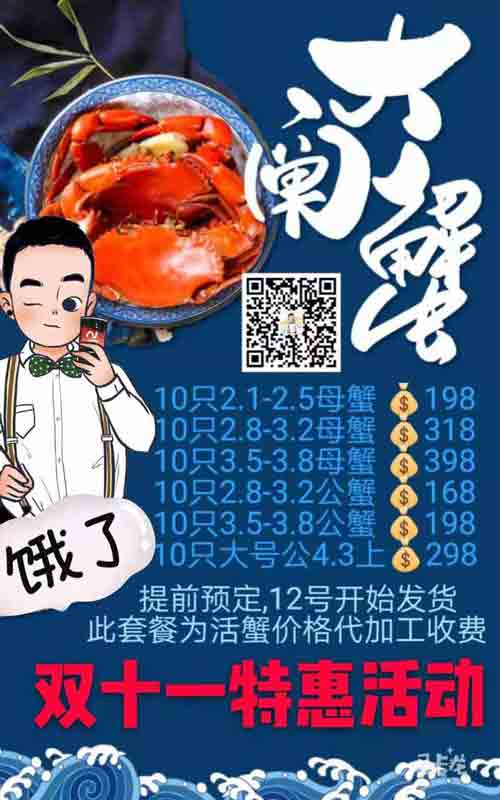 大闸蟹
10只2.1-2.5母蟹💰198
10只2.8-3.2母蟹💰318
10只3.5-3.8母蟹💰398
10只2.8-3.2公蟹💰168
10只3.5-3.8公蟹💰198
10只大号公4.3上💰298
饿了
提前预定,12号开始发货
此套餐为活蟹价格代加工收费
双十一特惠活动